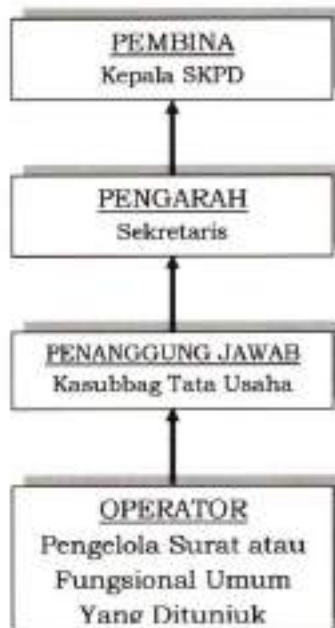 PEMBINA
Kepala SKPD
PENGARAH
Sekretaris
PENANGGUNG JAWAB
Kasubbag Tata Usaha
OPERATOR
Pengelola Surat atau
Fungsional Umum
Yang Ditunjuk